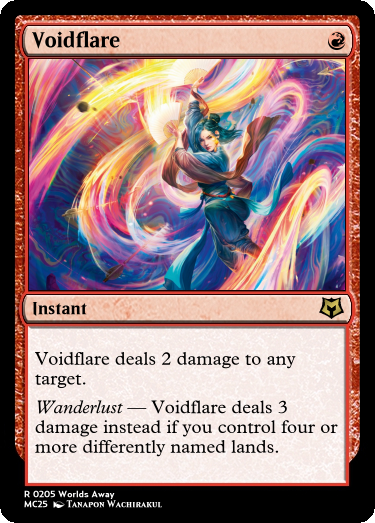 Voidflare
Instant
Voidflare deals 2 damage to any
target.
Wanderlust — Voidflare deals 3
damage instead if you control four or
more differently named lands.
R 0205 Worlds Away
MC25 Tanapon Wachirakul